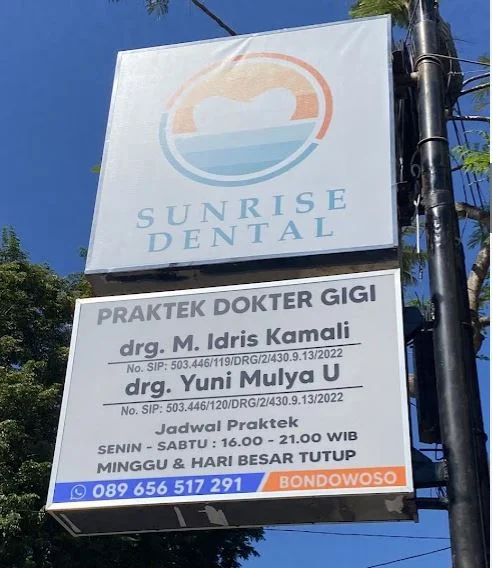 SUNRISE
DENTAL
PRAKTEK DOKTER GIGI
drg. M. Idris Kamali
No. SIP: 503.446/119/DRG/2/430.9.13/2022
drg. Yuni Mulya U
No. SIP: 503.446/120/DRG/2/430.9.13/2022
Jadwal Praktek
SENIN - SABTU : 16.00 - 21.00 WIB
MINGGU & HARI BESAR TUTUP
089 656 517 291 BONDOWOSO